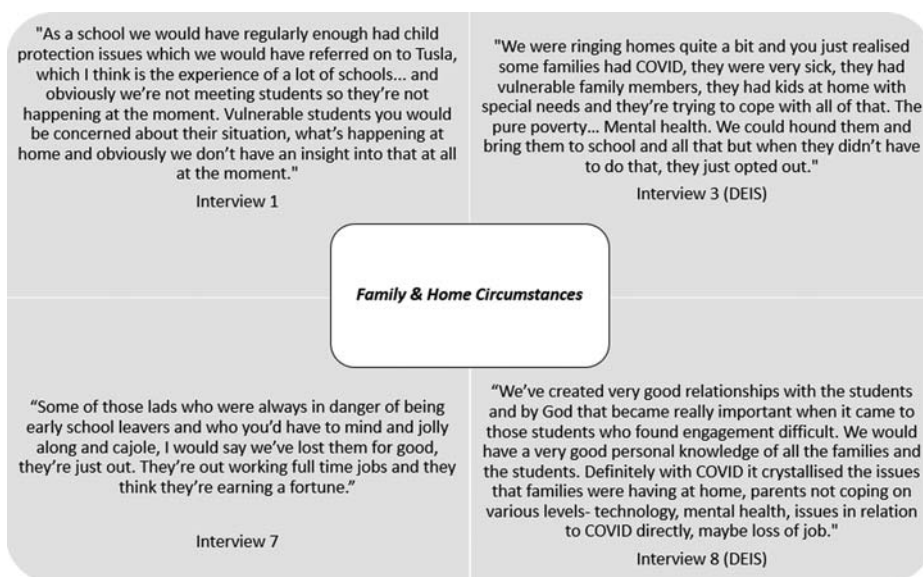 "As a school we would have regularly enough had child
protection issues which we would have referred on to Tusla,
which I think is the experience of a lot of schools... and
obviously we're not meeting students so they're not
happening at the moment. Vulnerable students you would
be concerned about their situation, what's happening at
home and obviously we don't have an insight into that at all
at the moment."
Interview 1
"We were ringing homes quite a bit and you just realised
some families had COVID, they were very sick, they had
vulnerable family members, they had kids at home with
special needs and they're trying to cope with all of that. The
pure poverty... Mental health. We could hound them and
bring them to school and all that but when they didn't have
to do that, they just opted out."
Interview 3 (DEIS)
Family & Home Circumstances
“Some of those lads who were always in danger of being
early school leavers and who you'd have to mind and jolly
along and cajole, I would say we've lost them for good,
they're just out. They're out working full time jobs and they
think they're earning a fortune.”
Interview 7
“We've created very good relationships with the students
and by God that became really important when it came to
those students who found engagement difficult. We would
have a very good personal knowledge of all the families and
the students. Definitely with COVID it crystallised the issues
that families were having at home, parents not coping on
various levels- technology, mental health, issues in relation
to COVID directly, maybe loss of job."
Interview 8 (DEIS)